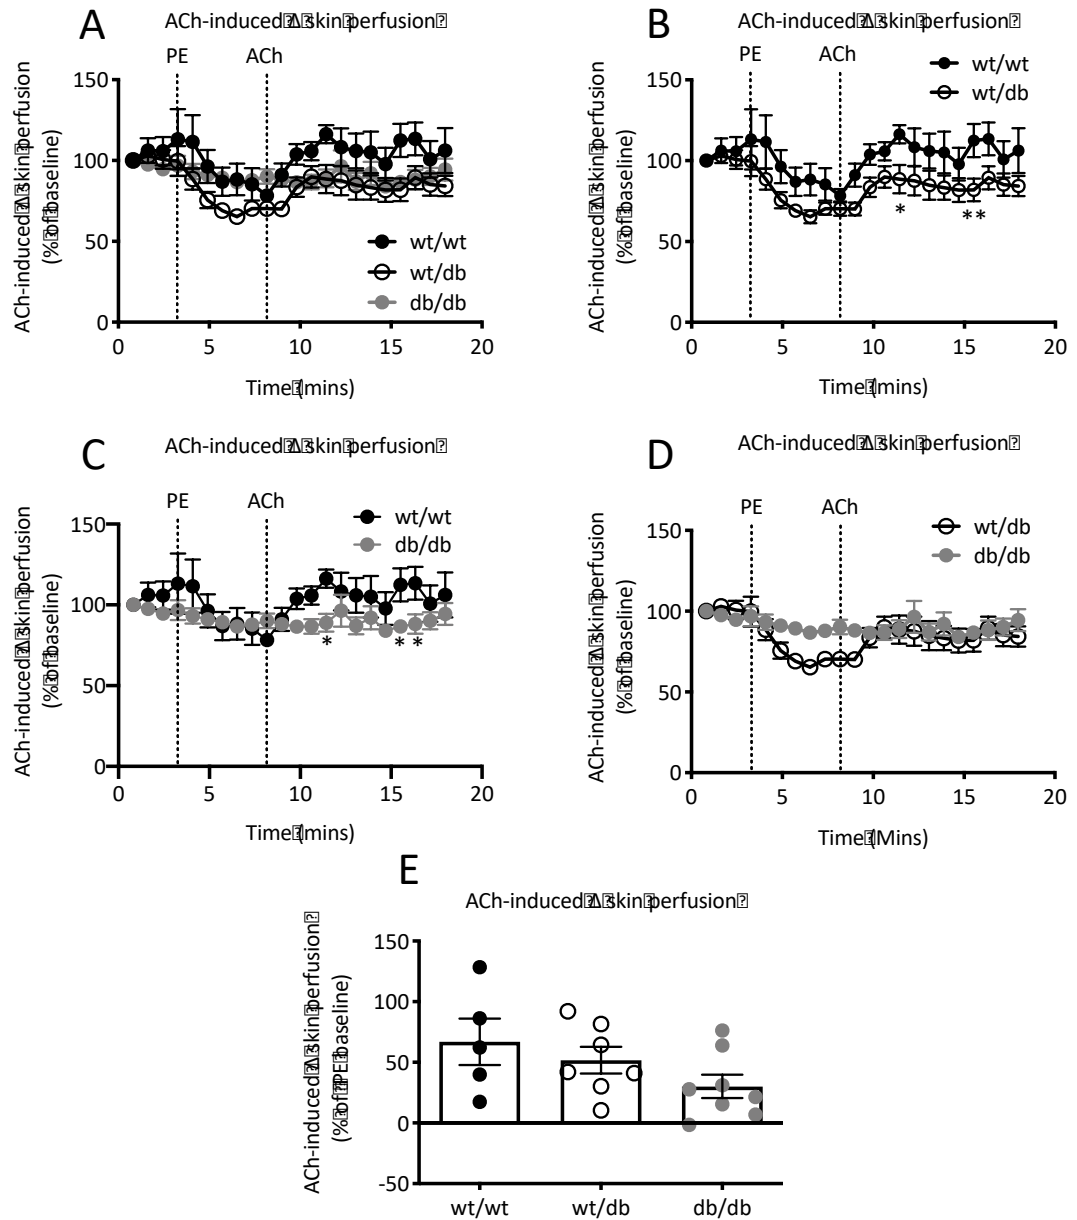 A
ACh-induced Δ skin perfusion
PE
ACh
150
100
50
0
0
5
10
15
20
ACh-induced Δ skin perfusion
(% of baseline)
wt/wt
wt/db
db/db
Time (mins)
B
ACh-induced Δ skin perfusion
PE
ACh
wt/wt
wt/db
150
100
50
0
*
**
0
5
10
15
20
ACh-induced Δ skin perfusion
(% of baseline)
Time (mins)
C
ACh-induced Δ skin perfusion
PE
ACh
wt/wt
db/db
150
100
50
0
*
* *
0
5
10
15
20
ACh-induced Δ skin perfusion
(% of baseline)
Time (mins)
D
ACh-induced Δ skin perfusion
PE
ACh
wt/db
db/db
150
100
50
0
0
5
10
15
20
ACh-induced Δ skin perfusion
(% of baseline)
Time (Mins)
E
ACh-induced Δ skin perfusion
150
100
50
0
-50
ACh-induced Δ skin perfusion
(% of PE baseline)
wt/wt
wt/db
db/db